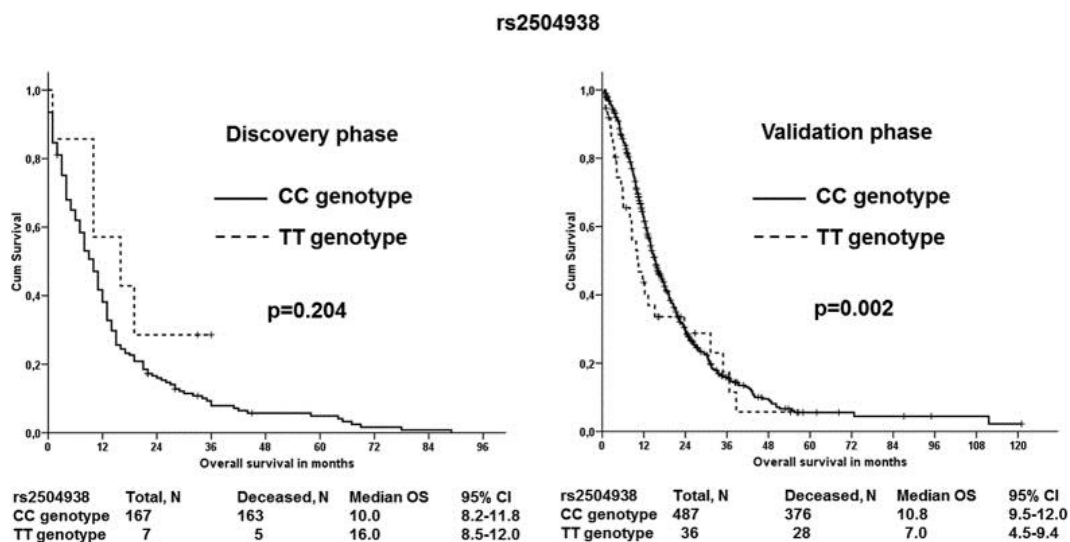 rs2504938
1,0
0,8
0,6
0,4
0,2
0,0
Cum Survival
Discovery phase
CC genotype
TT genotype
p=0.204
0 12 24 36 48 60 72 84 96
Overall survival in months
rs2504938 Total, N Deceased, N Median OS 95% CI
CC genotype 167 163 10.0 8.2-11.8
TT genotype 7 5 16.0 8.5-12.0
1,0
0,8
0,6
0,4
0,2
0,0
Cum Survival
Validation phase
CC genotype
TT genotype
p=0.002
0 12 24 36 48 60 72 84 96 108 120
Overall survival in months
rs2504938 Total, N Deceased, N Median OS 95% CI
CC genotype 487 376 10.8 9.5-12.0
TT genotype 36 28 7.0 4.5-9.4